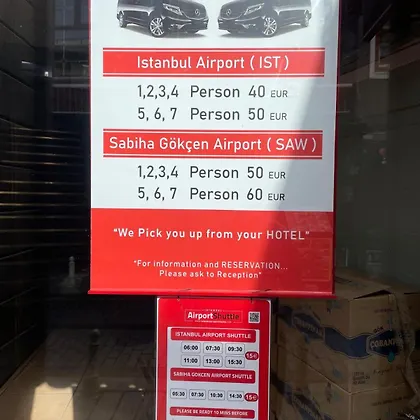 Istanbul Airport ( IST )
1,2,3,4 Person 40 EUR
5, 6, 7 Person 50 EUR
Sabiha Gökçen Airport ( SAW )
1,2,3,4 Person 50 EUR
5, 6, 7 Person 60 EUR
"We Pick you up from your HOTEL"
"For information and RESERVATION...
Please ask to Reception"
ISTANBUL
AirportShuttle
ISTANBUL AIRPORT SHUTTLE
06:00 07:30 09:30
11:00 13:00 15:30
15€
SABIHA GOKCEN AIRPORT SHUTTLE
05:30 07:30 10:30 14:30 15€
PLEASE BE READY 10 MINS BEFORE